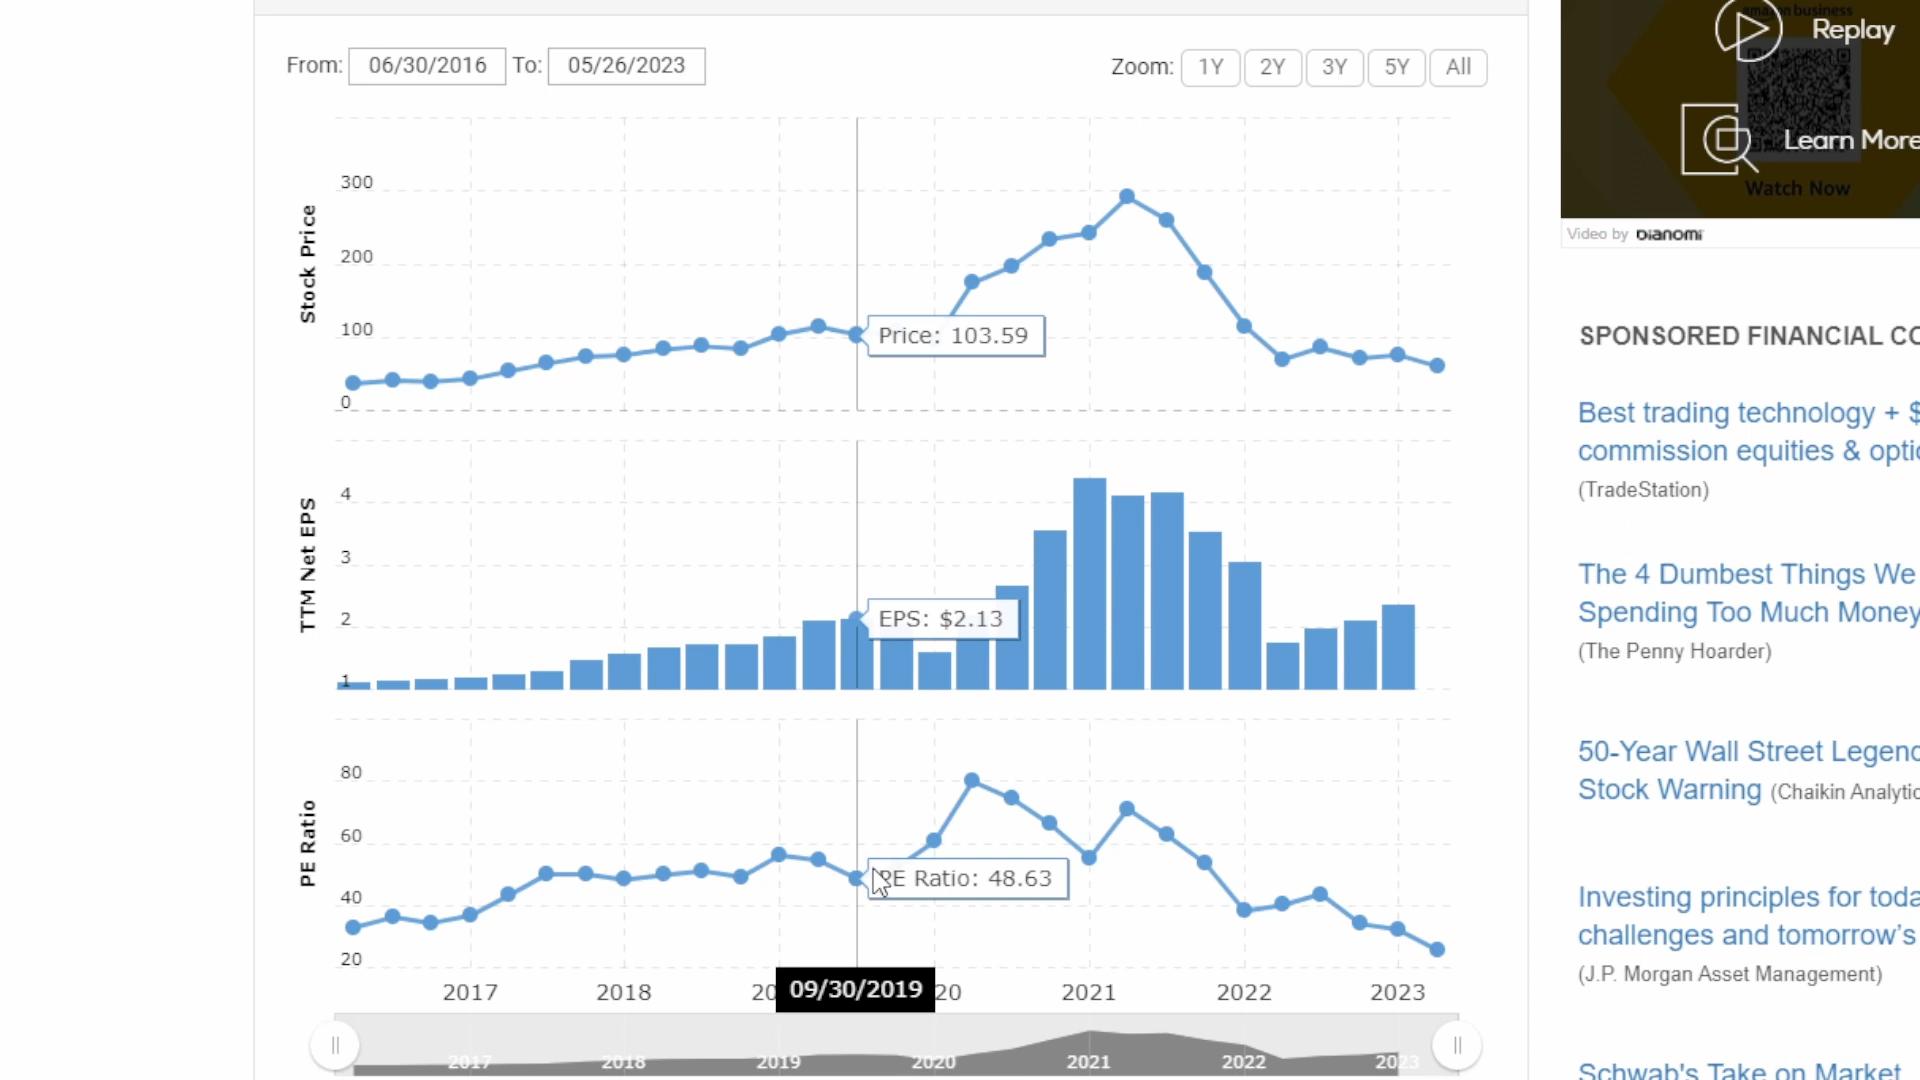 From: 06/30/2016 To: 05/26/2023
Zoom: 1Y 2Y 3Y 5Y All
Stock Price
300
200
100
0
Price: 103.59
TTM Net EPS
4
3
2
1
EPS: $2.13
PE Ratio
80
60
40
20
PE Ratio: 48.63
2017 2018 20 09/30/2019 20 2021 2022 2023
2017 2018 2019 2020 2021 2022 2023
amazon business
Replay
Learn More
Watch Now
Video by Dianomi
SPONSORED FINANCIAL CO
Best trading technology + $
commission equities & optio
(TradeStation)
The 4 Dumbest Things We
Spending Too Much Money
(The Penny Hoarder)
50-Year Wall Street Legend
Stock Warning (Chaikin Analytic
Investing principles for toda
challenges and tomorrow’s
(J.P. Morgan Asset Management)
Schwab's Take on Market